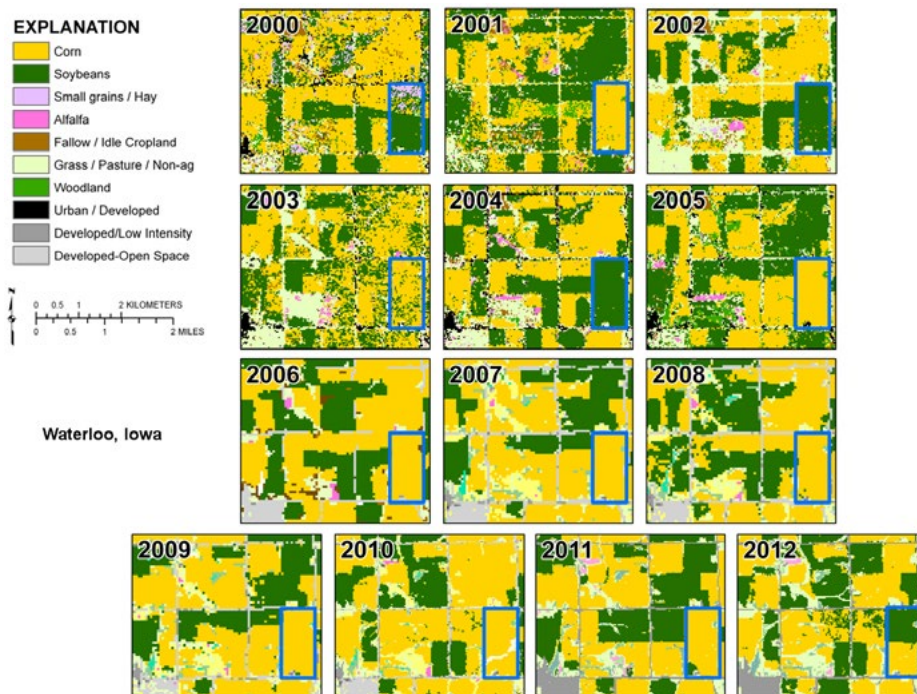 EXPLANATION
Corn
Soybeans
Small grains / Hay
Alfalfa
Fallow / Idle Cropland
Grass / Pasture / Non-ag
Woodland
Urban / Developed
Developed/Low Intensity
Developed-Open Space
N
0 0.5 1 2 KILOMETERS
0 0.5 1 2 MILES
Waterloo, Iowa
2000 2001 2002
2003 2004 2005
2006 2007 2008
2009 2010 2011 2012